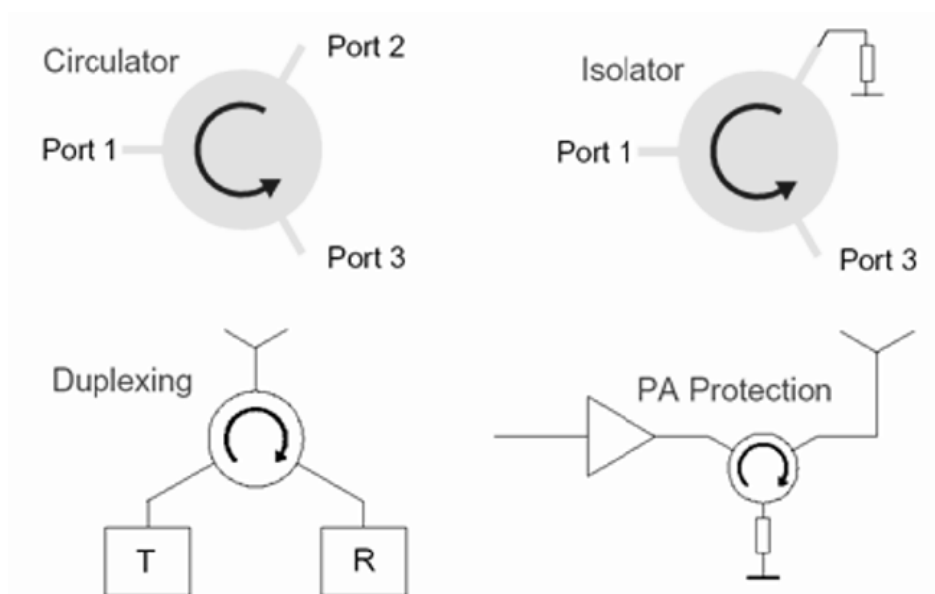 Circulator
Port 2
Port 1
Port 3
Isolator
Port 1
Port 3
Duplexing
T
R
PA Protection